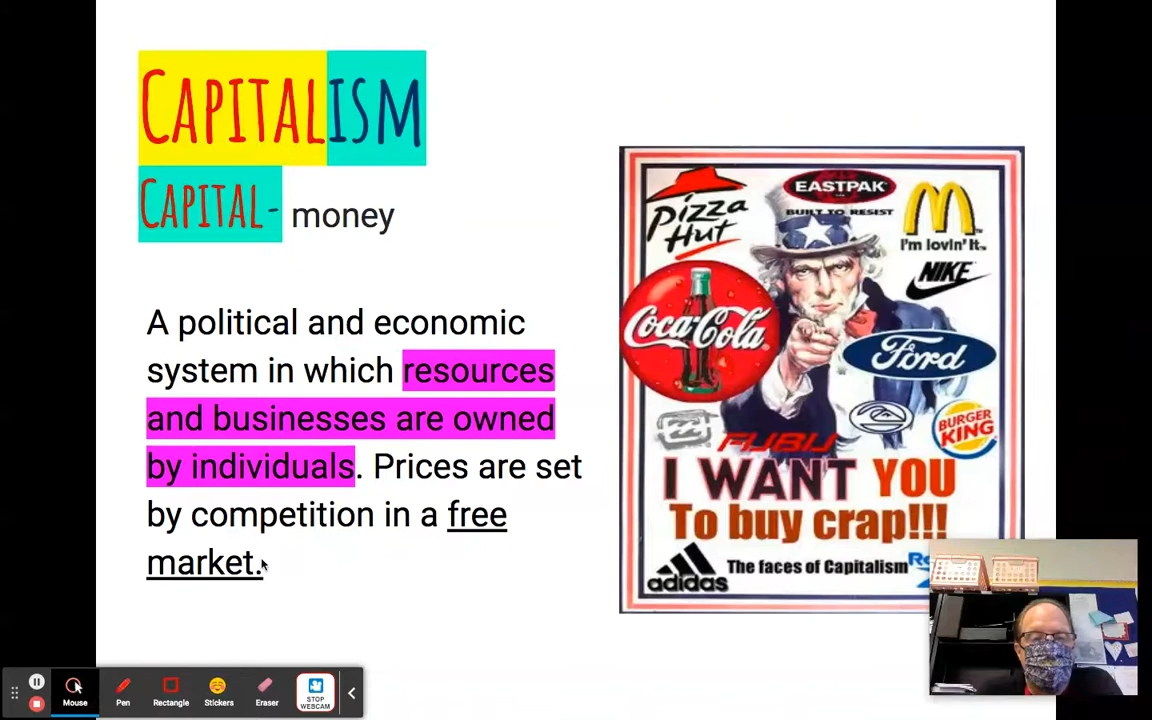 CAPITALISM
CAPITAL- money
A political and economic
system in which resources
and businesses are owned
by individuals. Prices are set
by competition in a free
market.
Pizza
Hut
EASTPAK
BUILT TO RESIST
i'm lovin' it
NIKE
Coca-Cola
Ford
BURGER
KING
FUBU
I WANT YOU
To buy crap!!!
adidas
The faces of Capitalism
Mouse
Pen
Rectangle
Stickers
Eraser
STOP
WEBCAM